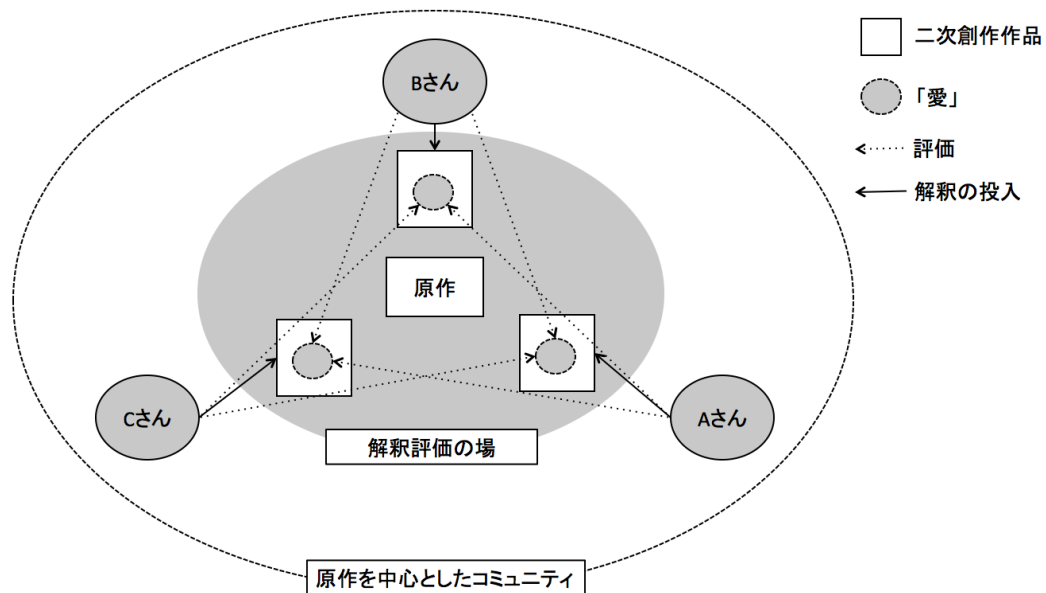 Bさん
原作
Cさん
Aさん
解釈評価の場
原作を中心としたコミュニティ
二次創作作品
「愛」
評価
解釈の投入